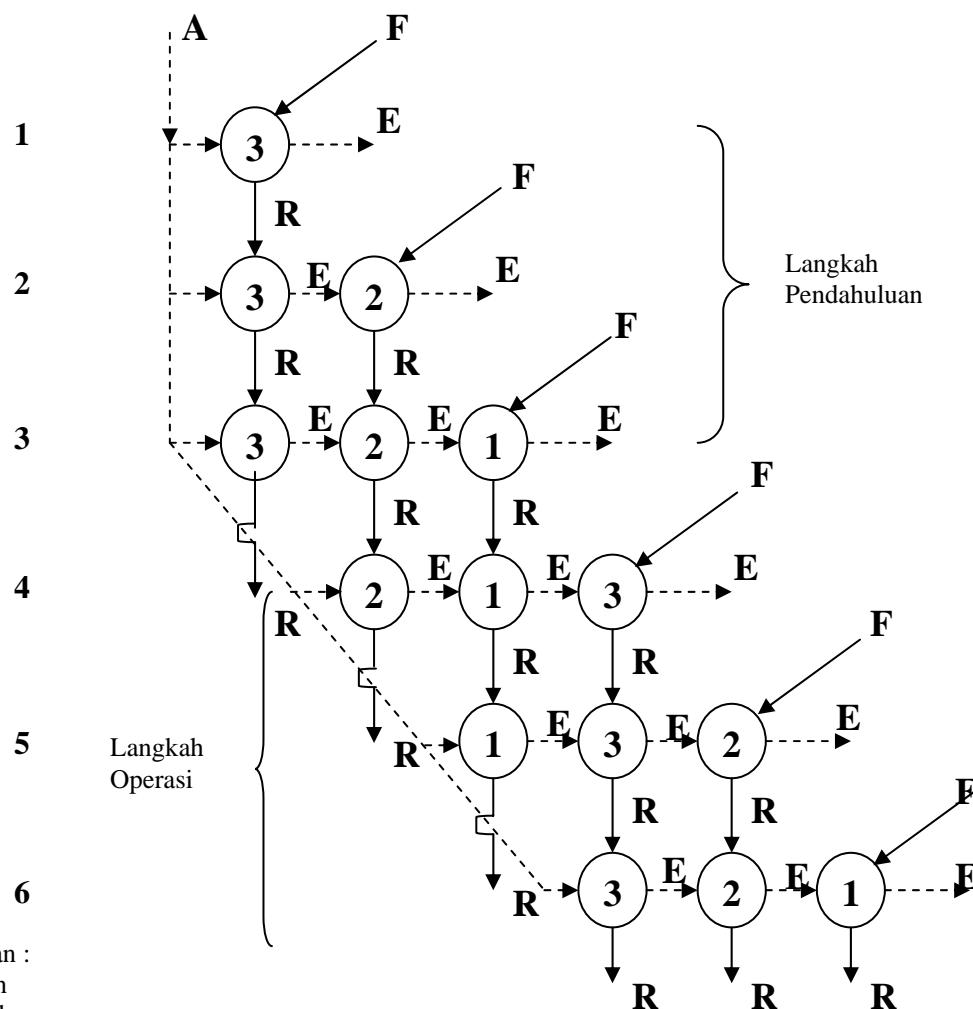 A F
1 3 E
R F
2 3 E 2 E
Langkah
Pendahuluan
R R F
3 3 E 2 E 1 E
R R F
4 R 2 E 1 E 3 E
R R F
5 R 1 E 3 E 2 E
Langkah
Operasi
R R F
6 R 3 E 2 E 1 E
R R R
an :
n